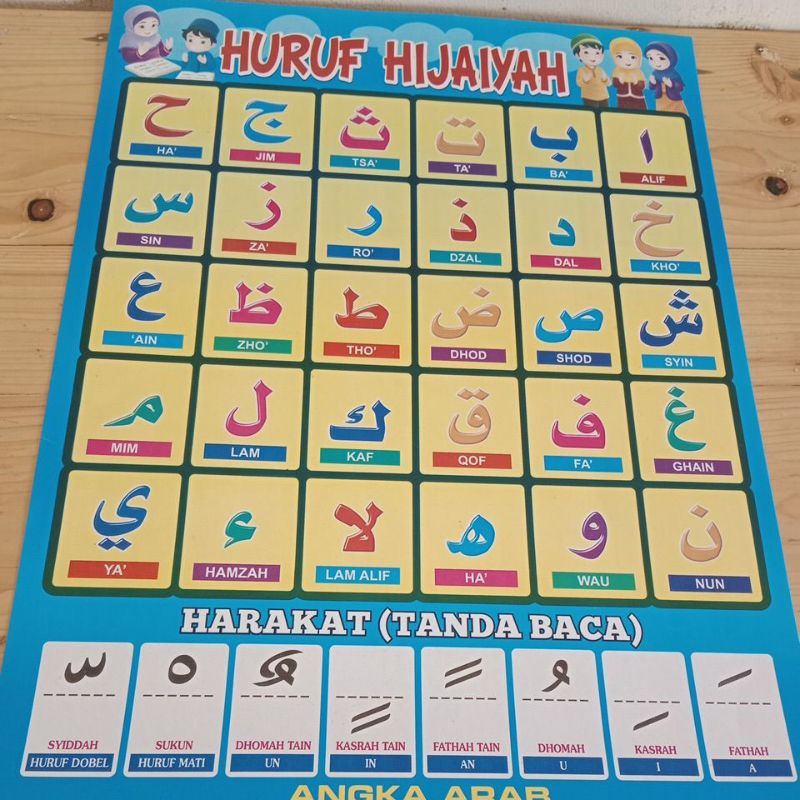 HURUF HIJAIYAH
ا ب ت ث ج ح
HA' JIM TSA' TA' BA' ALIF
خ د ذ ر ز س
SIN ZA' RO' DZAL DAL KHO'
ش ص ض ط ظ ع
'AIN ZHO' THO' DHOD SHOD SYIN
غ ف ق ك ل م
MIM LAM KAF QOF FA' GHAIN
ن و ه لا ء ي
YA' HAMZAH LAM ALIF HA' WAU NUN
HARAKAT (TANDA BACA)
SYIDDAH SUKUN DHOMAH TAIN KASRAH TAIN FATHAH TAIN DHOMAH KASRAH FATHAH
HURUF DOBEL HURUF MATI UN IN AN U I A
ANGKA ARAB